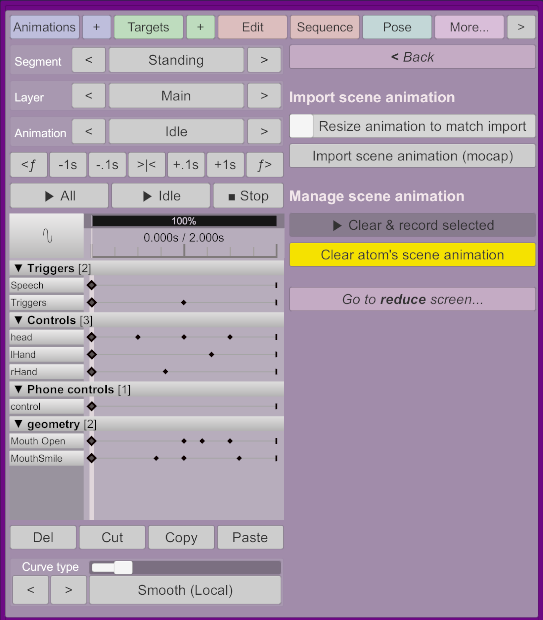 Animations + Targets + Edit Sequence Pose More... >
Segment < Standing >
< Back
Layer < Main >
Import scene animation
Animation < Idle >
Resize animation to match import
<ƒ -1s -.1s >|< +.1s +1s ƒ>
Import scene animation (mocap)
▶ All ▶ Idle ■ Stop
Manage scene animation
100%
▶ Clear & record selected
0.000s / 2.000s
Clear atom's scene animation
▼ Triggers [2]
Speech
Triggers
Go to reduce screen...
▼ Controls [3]
head
lHand
rHand
▼ Phone controls [1]
control
▼ geometry [2]
Mouth Open
MouthSmile
Del Cut Copy Paste
Curve type
< > Smooth (Local)